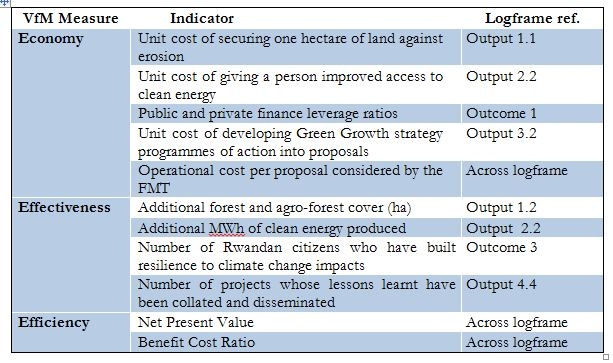 VfM Measure Indicator Logframe ref.
Economy Unit cost of securing one hectare of land against Output 1.1
erosion
Unit cost of giving a person improved access to Output 2.2
clean energy
Public and private finance leverage ratios Outcome 1
Unit cost of developing Green Growth strategy Output 3.2
programmes of action into proposals
Operational cost per proposal considered by the Across logframe
FMT
Effectiveness Additional forest and agro-forest cover (ha) Output 1.2
Additional MWh of clean energy produced Output 2.2
Number of Rwandan citizens who have built Outcome 3
resilience to climate change impacts
Number of projects whose lessons learnt have Output 4.4
been collated and disseminated
Efficiency Net Present Value Across logframe
Benefit Cost Ratio Across logframe